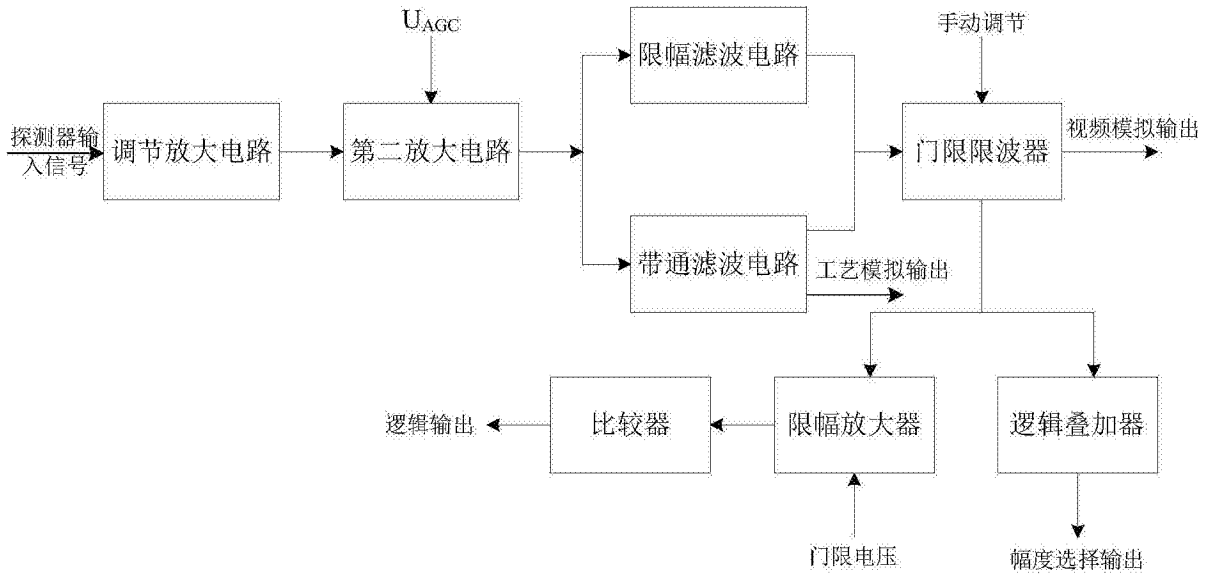 U_AGC
手动调节
限幅滤波电路
探测器输
入信号
调节放大电路
第二放大电路
门限限波器
视频模拟输出
带通滤波电路
工艺模拟输出
逻辑输出
比较器
限幅放大器
逻辑叠加器
门限电压
幅度选择输出